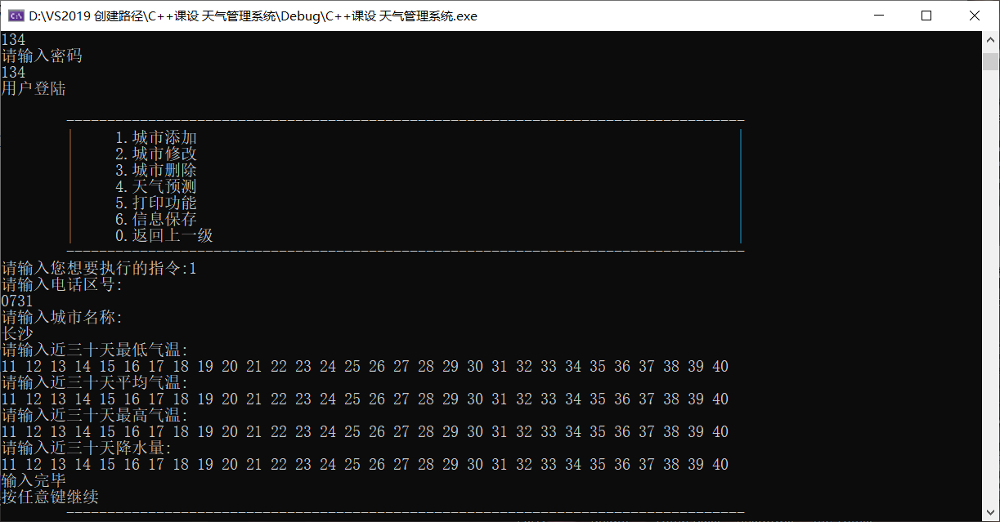 D:\VS2019 创建路径\C++课设 天气管理系统\Debug\C++课设 天气管理系统.exe
134
请输入密码
134
用户登陆
1.城市添加
2.城市修改
3.城市删除
4.天气预测
5.打印功能
6.信息保存
0.返回上一级
请输入您想要执行的指令:1
请输入电话区号:
0731
请输入城市名称:
长沙
请输入近三十天最低气温:
11 12 13 14 15 16 17 18 19 20 21 22 23 24 25 26 27 28 29 30 31 32 33 34 35 36 37 38 39 40
请输入近三十天平均气温:
11 12 13 14 15 16 17 18 19 20 21 22 23 24 25 26 27 28 29 30 31 32 33 34 35 36 37 38 39 40
请输入近三十天最高气温:
11 12 13 14 15 16 17 18 19 20 21 22 23 24 25 26 27 28 29 30 31 32 33 34 35 36 37 38 39 40
请输入近三十天降水量:
11 12 13 14 15 16 17 18 19 20 21 22 23 24 25 26 27 28 29 30 31 32 33 34 35 36 37 38 39 40
输入完毕
按任意键继续